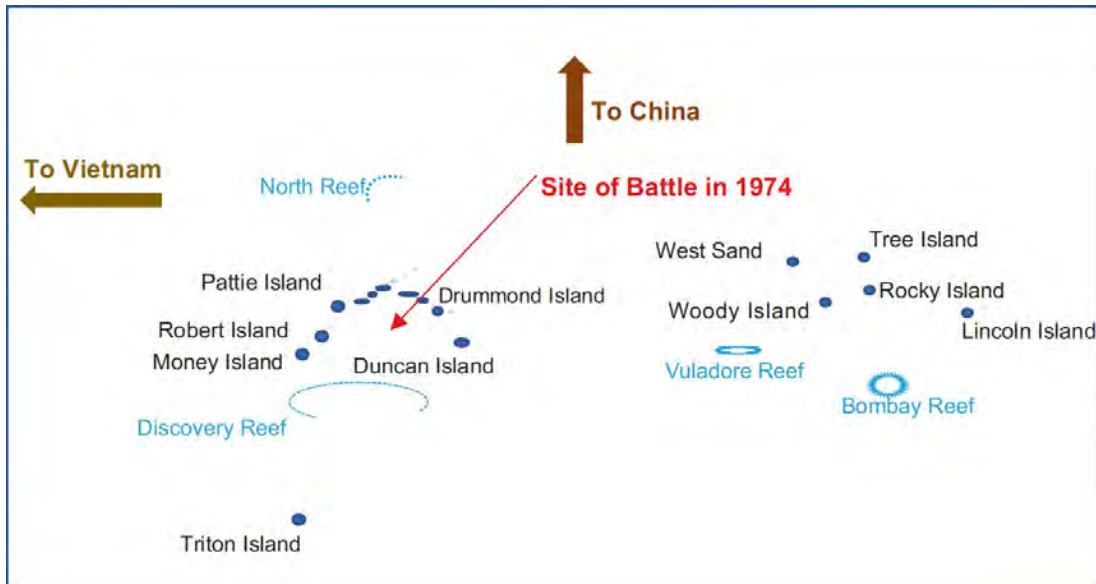 To China
To Vietnam
North Reef
Site of Battle in 1974
West Sand
Tree Island
Pattie Island
Drummond Island
Rocky Island
Woody Island
Robert Island
Lincoln Island
Money Island
Duncan Island
Vuladore Reef
Bombay Reef
Discovery Reef
Triton Island